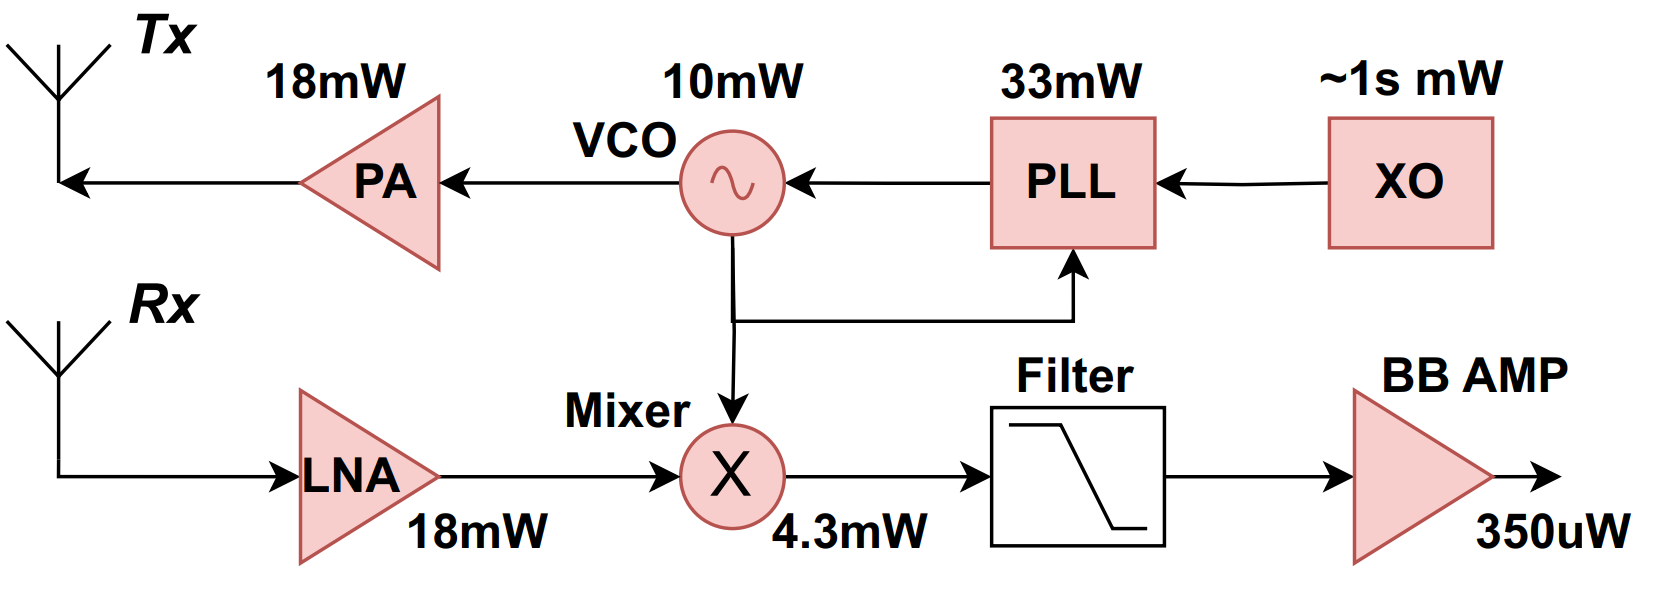 Tx
18mW
10mW
33mW
~1s mW
VCO
PA
PLL
XO
Rx
Mixer
Filter
BB AMP
LNA
X
18mW
4.3mW
350uW